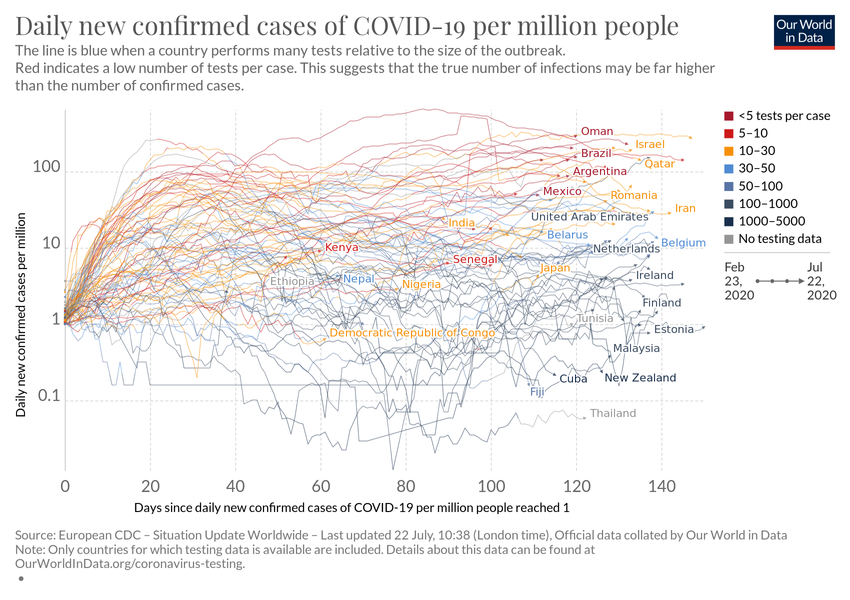 Daily new confirmed cases of COVID-19 per million people
Our World
in Data
The line is blue when a country performs many tests relative to the size of the outbreak.
Red indicates a low number of tests per case. This suggests that the true number of infections may be far higher
than the number of confirmed cases.
Daily new confirmed cases per million
100
10
1
0.1
Oman
Israel
Brazil
Qatar
Argentina
Mexico
Romania
Iran
United Arab Emirates
India
Belarus
Belgium
Kenya
Netherlands
Senegal
Japan
Ireland
Ethiopia
Nepal
Nigeria
Finland
Tunisia
Democratic Republic of Congo
Estonia
Malaysia
Cuba
New Zealand
Fiji
Thailand
<5 tests per case
5–10
10–30
30–50
50–100
100–1000
1000–5000
No testing data
Feb
23,
2020
Jul
22,
2020
0
20
40
60
80
100
120
140
Days since daily new confirmed cases of COVID-19 per million people reached 1
Source: European CDC – Situation Update Worldwide – Last updated 22 July, 10:38 (London time), Official data collated by Our World in Data
Note: Only countries for which testing data is available are included. Details about this data can be found at
OurWorldInData.org/coronavirus-testing.